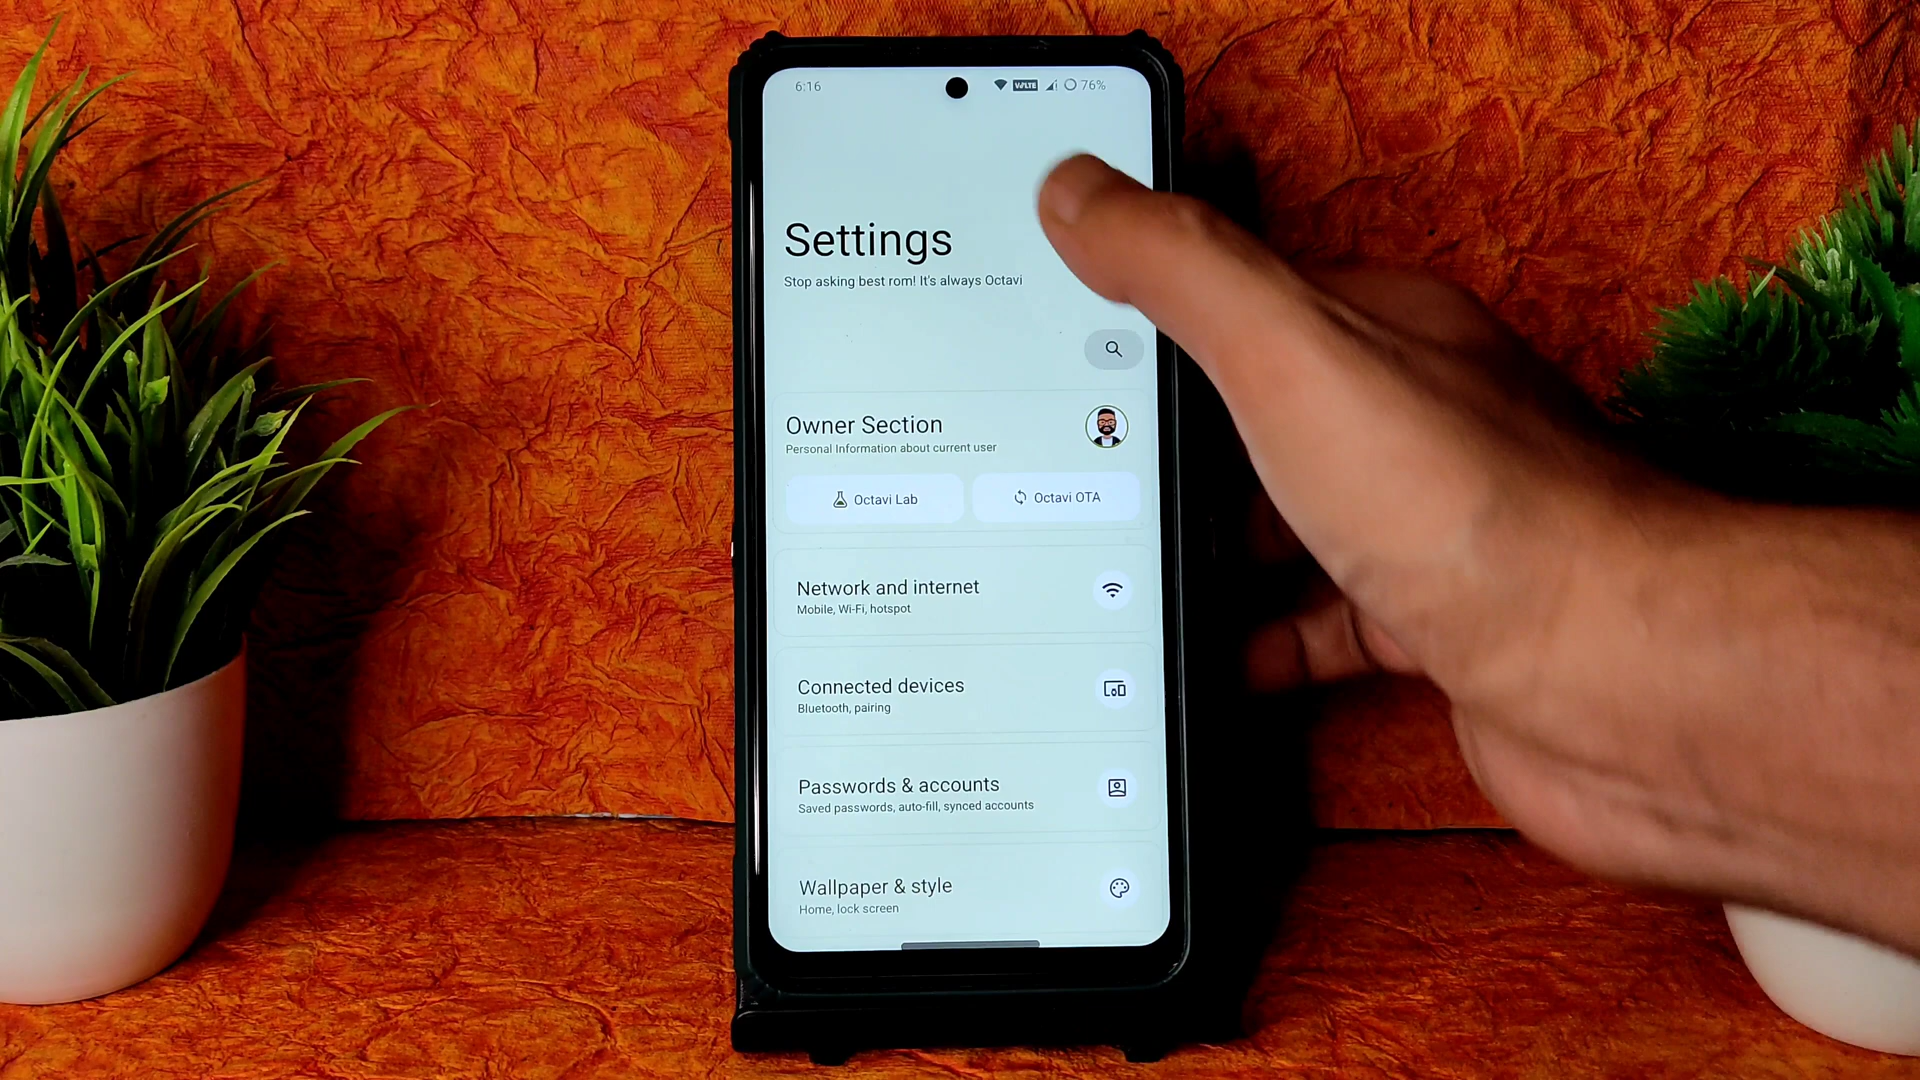 6:16
VoLTE
76%
Settings
Stop asking best rom! It's always Octavi
Owner Section
Personal Information about current user
Octavi Lab
Octavi OTA
Network and internet
Mobile, Wi-Fi, hotspot
Connected devices
Bluetooth, pairing
Passwords & accounts
Saved passwords, auto-fill, synced accounts
Wallpaper & style
Home, lock screen